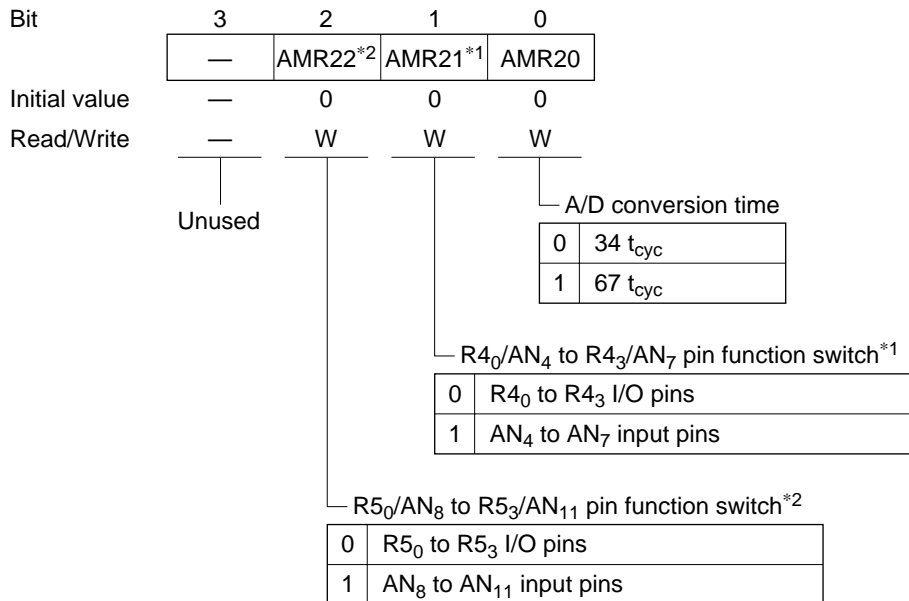 Bit 3 2 1 0
— AMR22*2 AMR21*1 AMR20
Initial value — 0 0 0
Read/Write — W W W
Unused
A/D conversion time
0 34 tcyc
1 67 tcyc
R40/AN4 to R43/AN7 pin function switch*1
0 R40 to R43 I/O pins
1 AN4 to AN7 input pins
R50/AN8 to R53/AN11 pin function switch*2
0 R50 to R53 I/O pins
1 AN8 to AN11 input pins